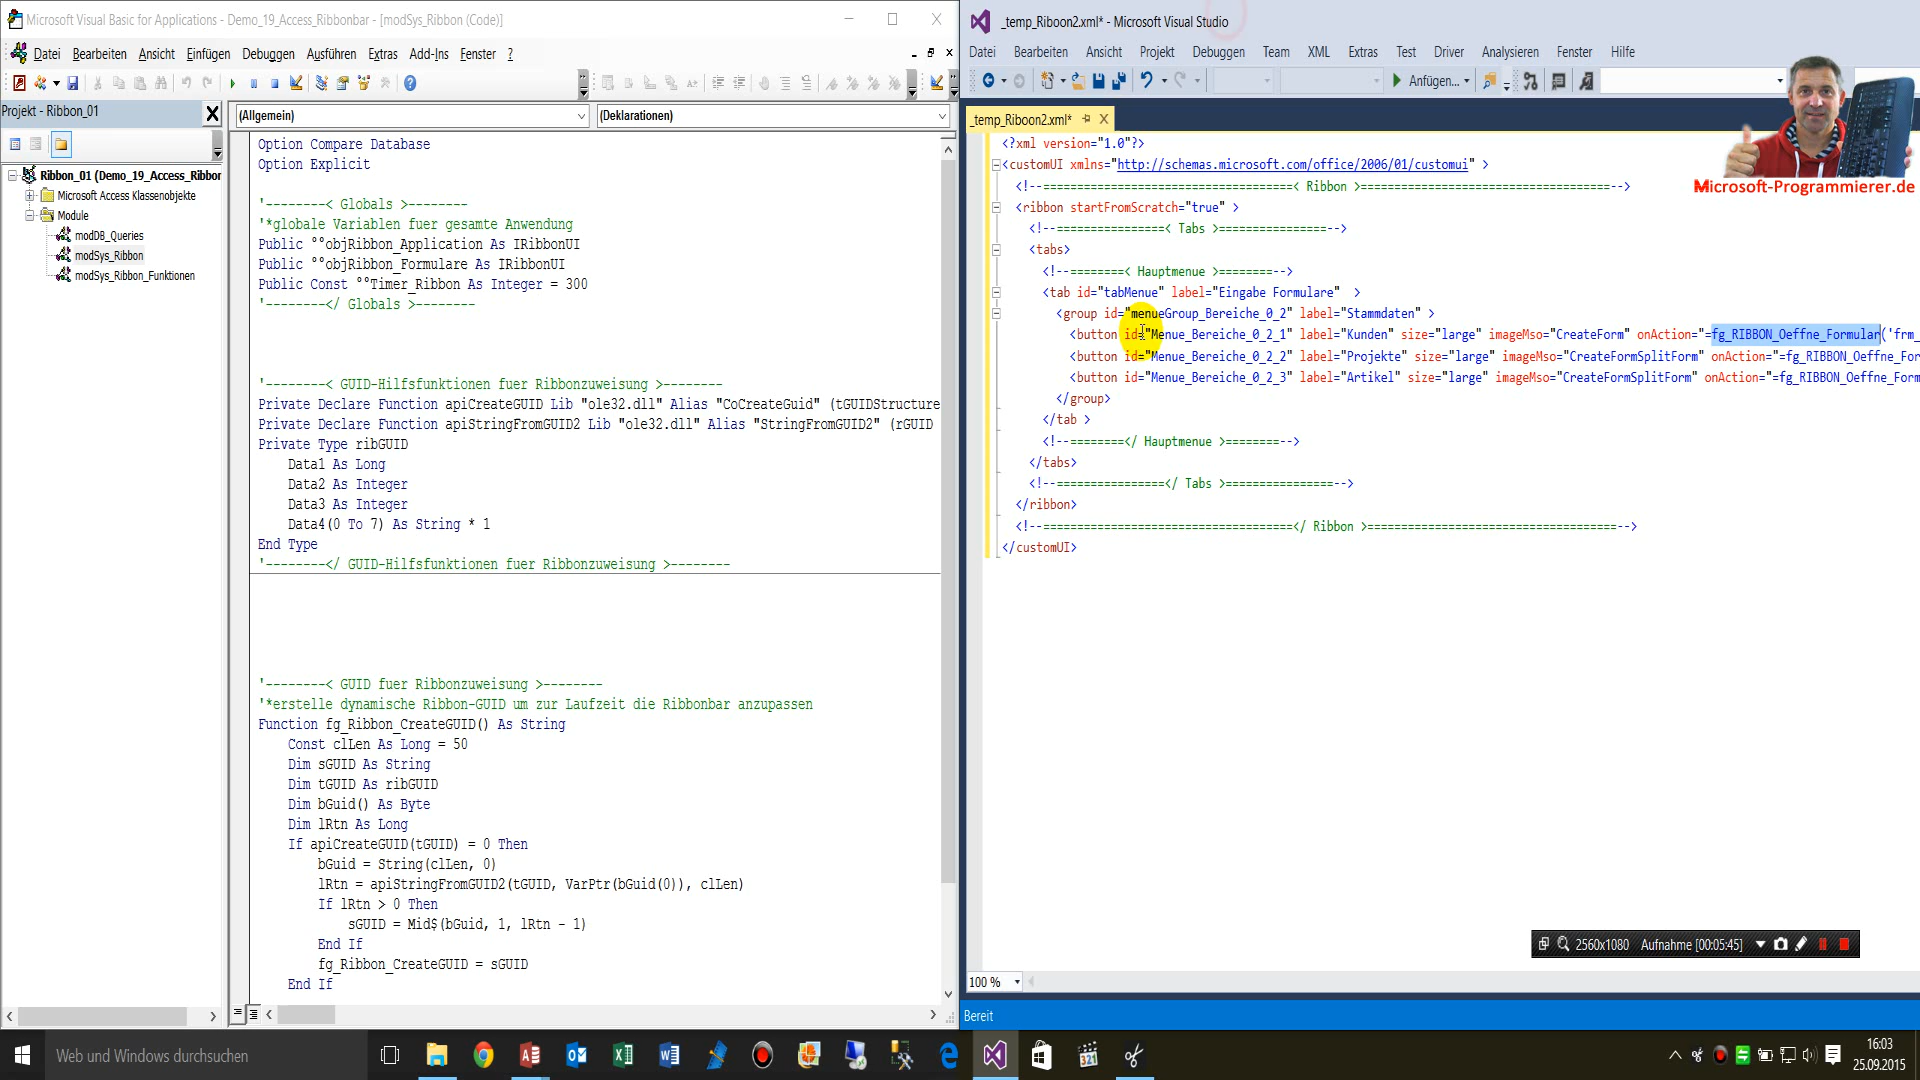 Microsoft Visual Basic for Applications - Demo_19_Access_Ribbonbar - [modSys_Ribbon (Code)]
Datei Bearbeiten Ansicht Einfügen Debuggen Ausführen Extras Add-Ins Fenster ?
Projekt - Ribbon_01
Ribbon_01 (Demo_19_Access_Ribbon
Microsoft Access Klassenobjekte
Module
modDB_Queries
modSys_Ribbon
modSys_Ribbon_Funktionen
(Allgemein)
(Deklarationen)
Option Compare Database
Option Explicit
'--------< Globals >--------
'*globale Variablen fuer gesamte Anwendung
Public °°objRibbon_Application As IRibbonUI
Public °°objRibbon_Formulare As IRibbonUI
Public Const °°Timer_Ribbon As Integer = 300
'--------</ Globals >--------
'--------< GUID-Hilfsfunktionen fuer Ribbonzuweisung >--------
Private Declare Function apiCreateGUID Lib "ole32.dll" Alias "CoCreateGuid" (tGUIDStructure
Private Declare Function apiStringFromGUID2 Lib "ole32.dll" Alias "StringFromGUID2" (rGUID
Private Type ribGUID
Data1 As Long
Data2 As Integer
Data3 As Integer
Data4(0 To 7) As String * 1
End Type
'--------</ GUID-Hilfsfunktionen fuer Ribbonzuweisung >--------
'--------< GUID fuer Ribbonzuweisung >--------
'*erstelle dynamische Ribbon-GUID um zur Laufzeit die Ribbonbar anzupassen
Function fg_Ribbon_CreateGUID() As String
Const clLen As Long = 50
Dim sGUID As String
Dim tGUID As ribGUID
Dim bGuid() As Byte
Dim lRtn As Long
If apiCreateGUID(tGUID) = 0 Then
bGuid = String(clLen, 0)
lRtn = apiStringFromGUID2(tGUID, VarPtr(bGuid(0)), clLen)
If lRtn > 0 Then
sGUID = Mid$(bGuid, 1, lRtn - 1)
End If
fg_Ribbon_CreateGUID = sGUID
End If
_temp_Riboon2.xml* - Microsoft Visual Studio
Datei Bearbeiten Ansicht Projekt Debuggen Team XML Extras Test Driver Analysieren Fenster Hilfe
Anfügen...
_temp_Riboon2.xml*
Microsoft-Programmierer.de
<?xml version="1.0"?>
<customUI xmlns="http://schemas.microsoft.com/office/2006/01/customui" >
<!--=====================================< Ribbon >=====================================-->
<ribbon startFromScratch="true" >
<!--================< Tabs >================-->
<tabs>
<!--========< Hauptmenue >========-->
<tab id="tabMenue" label="Eingabe Formulare" >
<group id="menueGroup_Bereiche_0_2" label="Stammdaten" >
<button id="Menue_Bereiche_0_2_1" label="Kunden" size="large" imageMso="CreateForm" onAction="=fg_RIBBON_Oeffne_Formular('frm_
<button id="Menue_Bereiche_0_2_2" label="Projekte" size="large" imageMso="CreateFormSplitForm" onAction="=fg_RIBBON_Oeffne_Fo
<button id="Menue_Bereiche_0_2_3" label="Artikel" size="large" imageMso="CreateFormSplitForm" onAction="=fg_RIBBON_Oeffne_Form
</group>
</tab >
<!--========</ Hauptmenue >========-->
</tabs>
<!--================</ Tabs >================-->
</ribbon>
<!--=====================================</ Ribbon >=====================================-->
</customUI>
2560x1080 Aufnahme [00:05:45]
100 %
Bereit
Web und Windows durchsuchen
321
16:03
25.09.2015